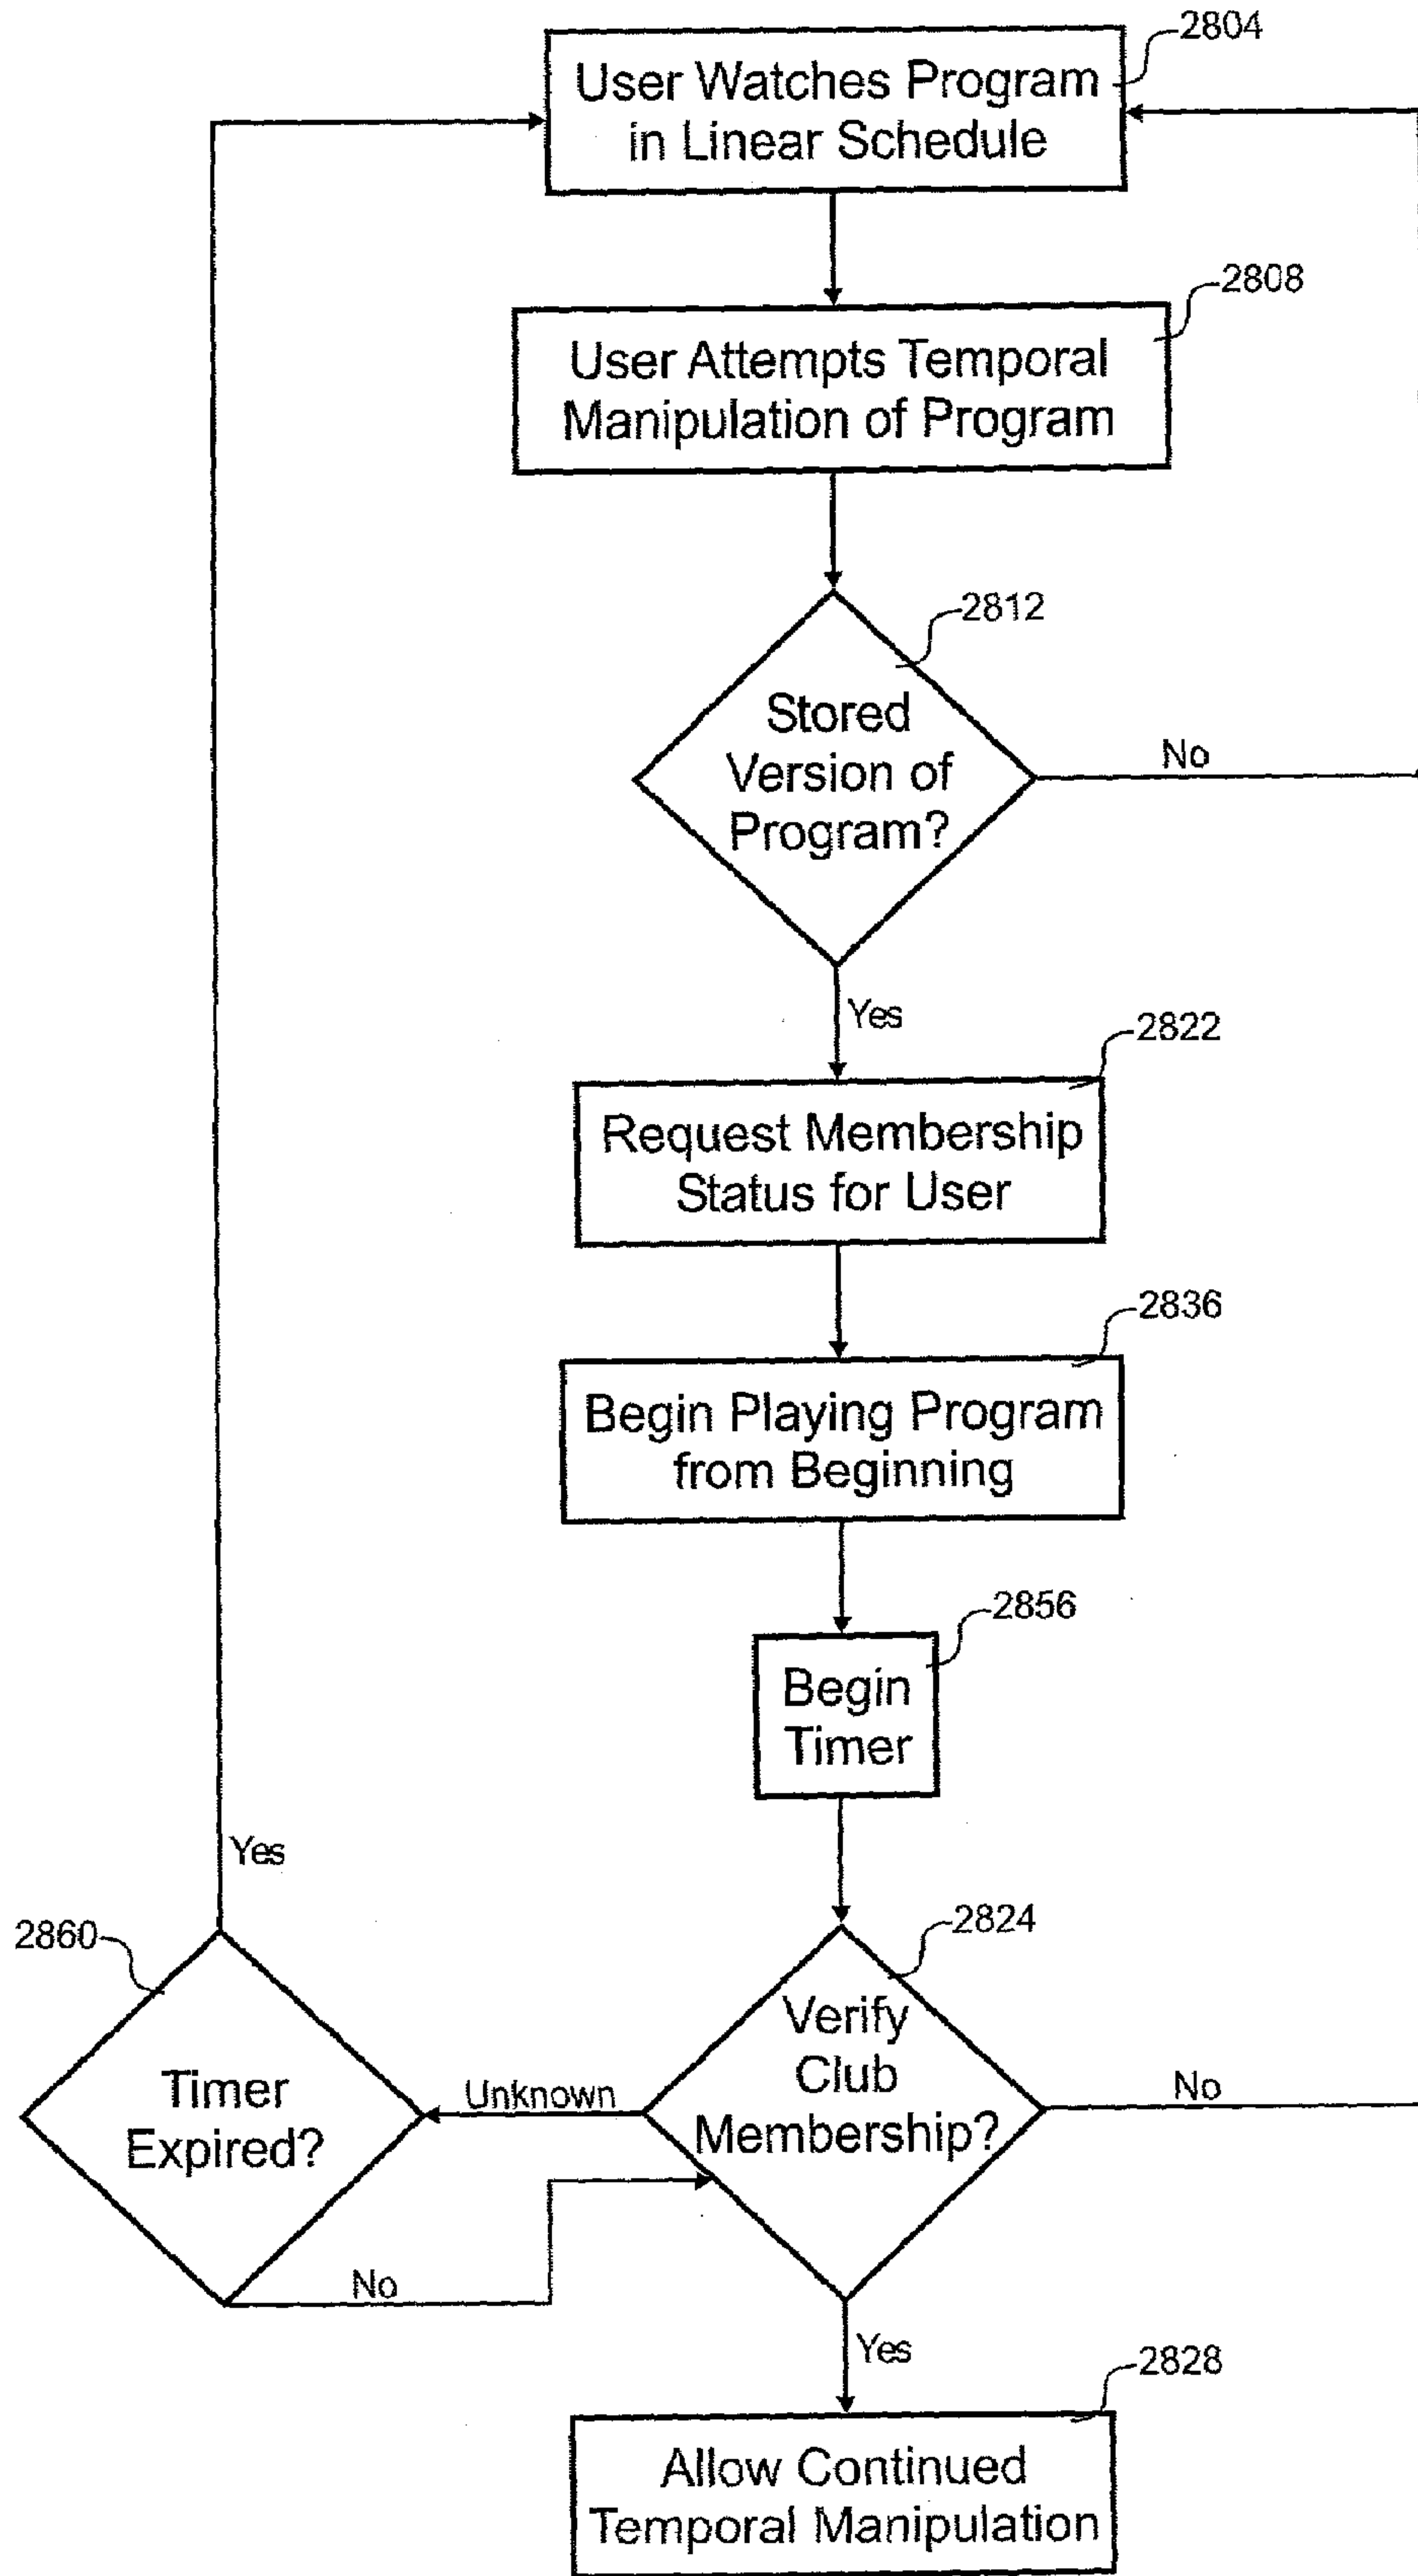 2804
User Watches Program
in Linear Schedule
2808
User Attempts Temporal
Manipulation of Program
2812
Stored
Version of
Program?
No
Yes
2822
Request Membership
Status for User
2836
Begin Playing Program
from Beginning
2856
Begin
Timer
Yes
2860
2824
Verify
Club
Membership?
Timer
Expired?
Unknown
No
No
Yes
2828
Allow Continued
Temporal Manipulation